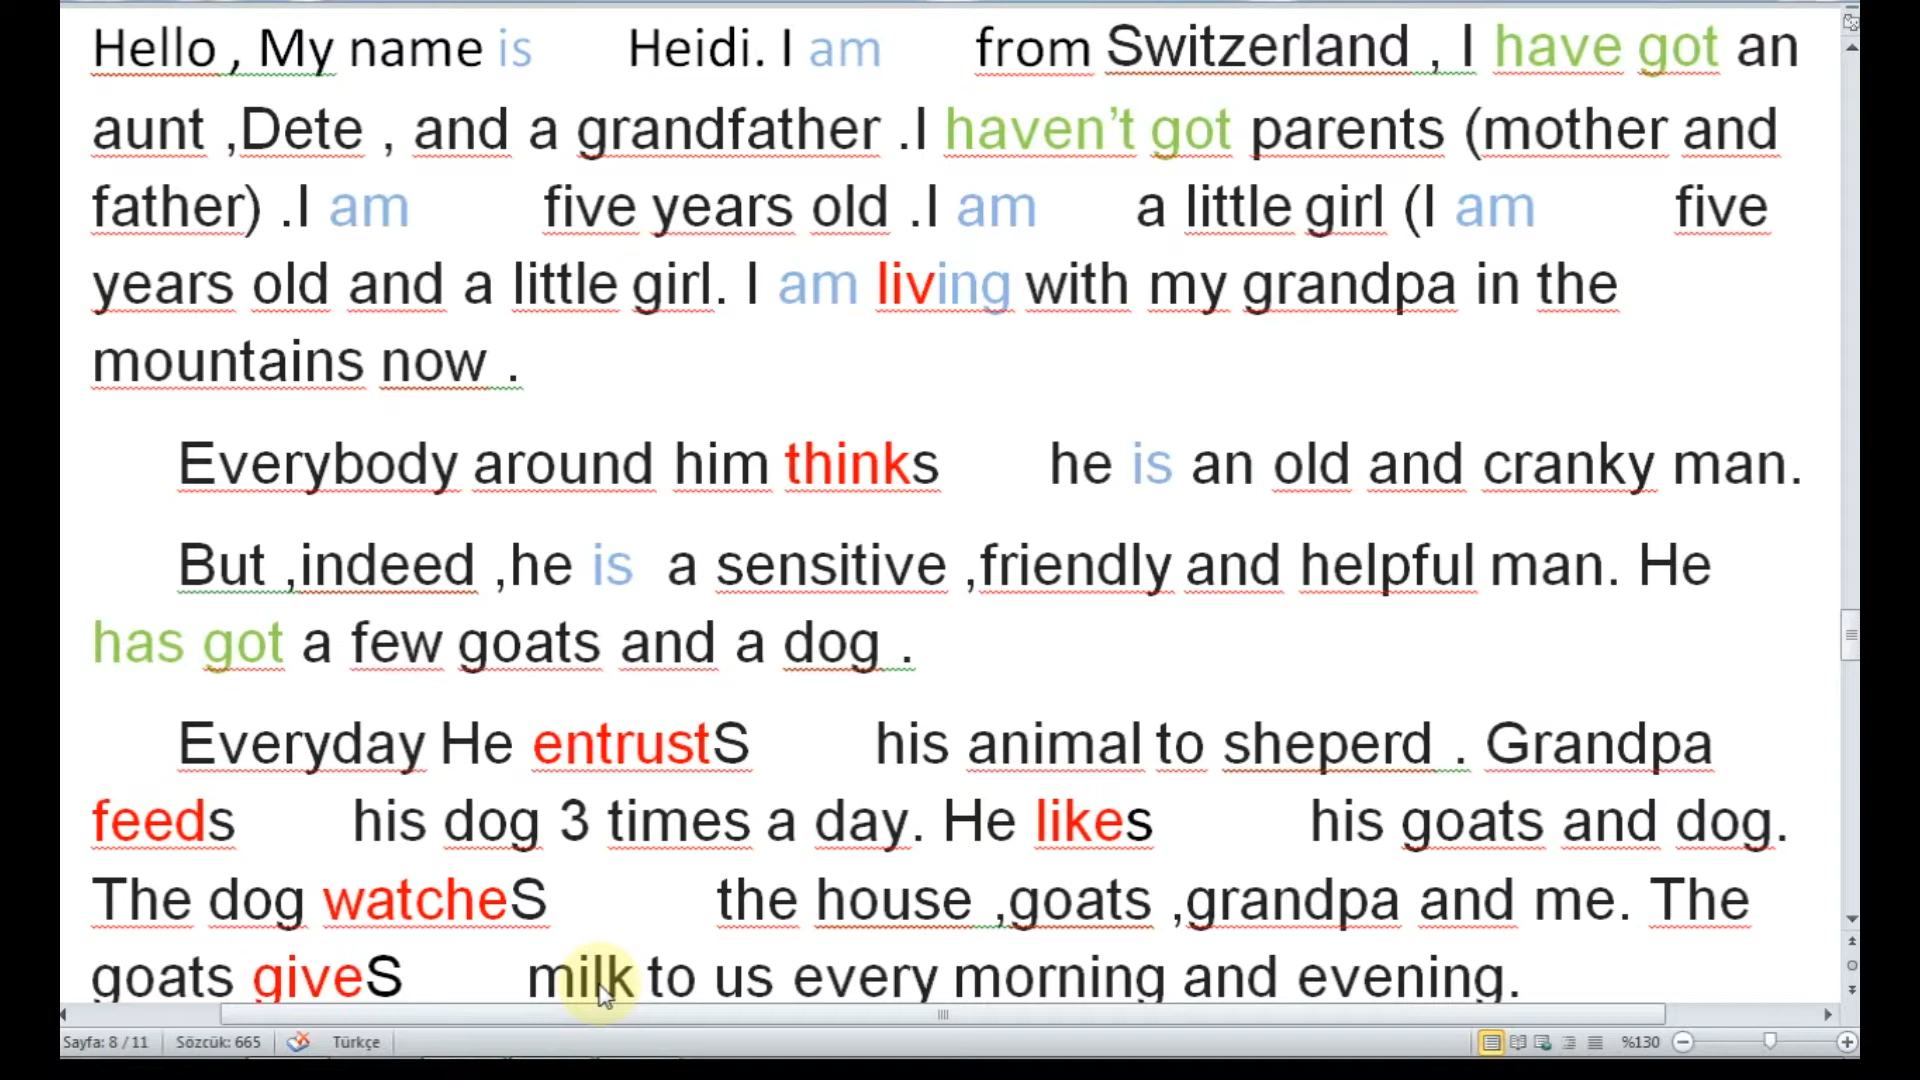 Hello , My name is Heidi. I am from Switzerland , I have got an
aunt ,Dete , and a grandfather .I haven't got parents (mother and
father) .I am five years old .I am a little girl (I am five
years old and a little girl. I am living with my grandpa in the
mountains now .
Everybody around him thinks he is an old and cranky man.
But ,indeed ,he is a sensitive ,friendly and helpful man. He
has got a few goats and a dog .
Everyday He entrustS his animal to sheperd . Grandpa
feeds his dog 3 times a day. He likes his goats and dog.
The dog watcheS the house ,goats ,grandpa and me. The
goats giveS milk to us every morning and evening.
Sayfa: 8 / 11 Sözcük: 665 Türkçe %130